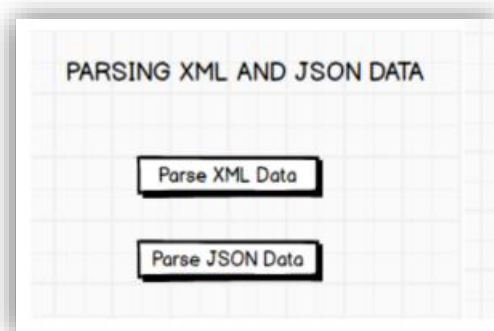 PARSING XML AND JSON DATA
Parse XML Data
Parse JSON Data